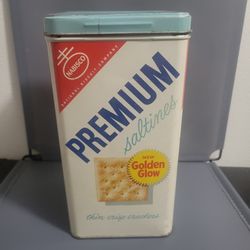 NABISCO
NATIONAL BISCUIT COMPANY
PREMIUM
saltines
NEW
Golden
Glow
thin crisp crackers